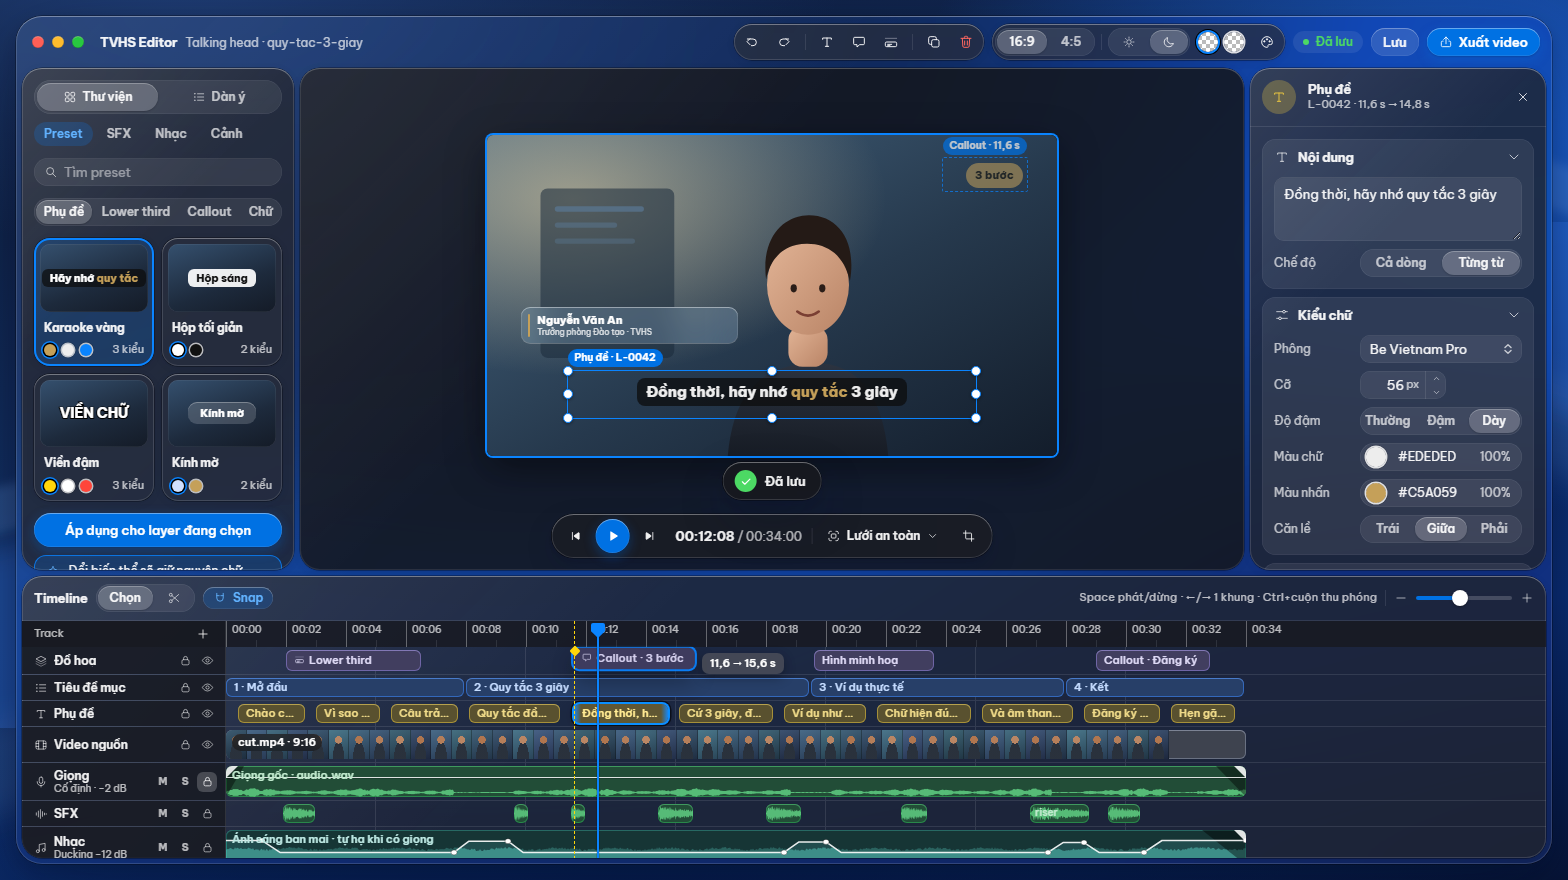 TVHS Editor Talking head · quy-tac-3-giay
16:9 4:5
Đã lưu
Lưu
Xuất video
Thư viện
Dàn ý
Preset SFX Nhạc Cảnh
Tìm preset
Phụ đề Lower third Callout Chữ
Hãy nhớ quy tắc
Karaoke vàng
3 kiểu
Hộp sáng
Hộp tối giản
2 kiểu
VIỀN CHỮ
Viền đậm
3 kiểu
Kính mờ
Kính mờ
2 kiểu
Áp dụng cho layer đang chọn
Đổi biến thể sẽ giữ nguyên chữ
Callout · 11,6 s
3 bước
Nguyễn Văn An
Trưởng phòng Đào tạo · TVHS
Phụ đề · L-0042
Đồng thời, hãy nhớ quy tắc 3 giây
Đã lưu
00:12:08 / 00:34:00
Lưới an toàn
T
Phụ đề
L-0042 · 11,6 s → 14,8 s
Nội dung
Đồng thời, hãy nhớ quy tắc 3 giây
Chế độ Cả dòng Từng từ
Kiểu chữ
Phông Be Vietnam Pro
Cỡ 56 px
Độ đậm Thường Đậm Dày
Màu chữ #EDEDED 100%
Màu nhấn #C5A059 100%
Căn lề Trái Giữa Phải
Timeline Chọn Snap
Space phát/dừng · ←/→ 1 khung · Ctrl+cuộn thu phóng
Track
00:00 00:02 00:04 00:06 00:08 00:10 :12 00:14 00:16 00:18 00:20 00:22 00:24 00:26 00:28 00:30 00:32 00:34
Đồ hoa
Lower third
Callout · 3 bước
11,6 → 15,6 s
Hình minh hoạ
Callout · Đăng ký
Tiêu đề mục
1 · Mở đầu
2 · Quy tắc 3 giây
3 · Ví dụ thực tế
4 · Kết
Phụ đề
Chào c...
Vì sao ...
Câu trả...
Quy tắc đổ...
Đồng thời, h...
Cứ 3 giây, đ...
Ví dụ như ...
Chữ hiện đú...
Và âm than...
Đăng ký ...
Hẹn gặ...
Video nguồn
cut.mp4 · 9:16
Giọng
Cố định · -2 dB
M S
Giọng gốc · audio.wav
SFX
M S
riser
Nhạc
Ducking -12 dB
M S
Ánh sáng ban mai · tự hạ khi có giọng